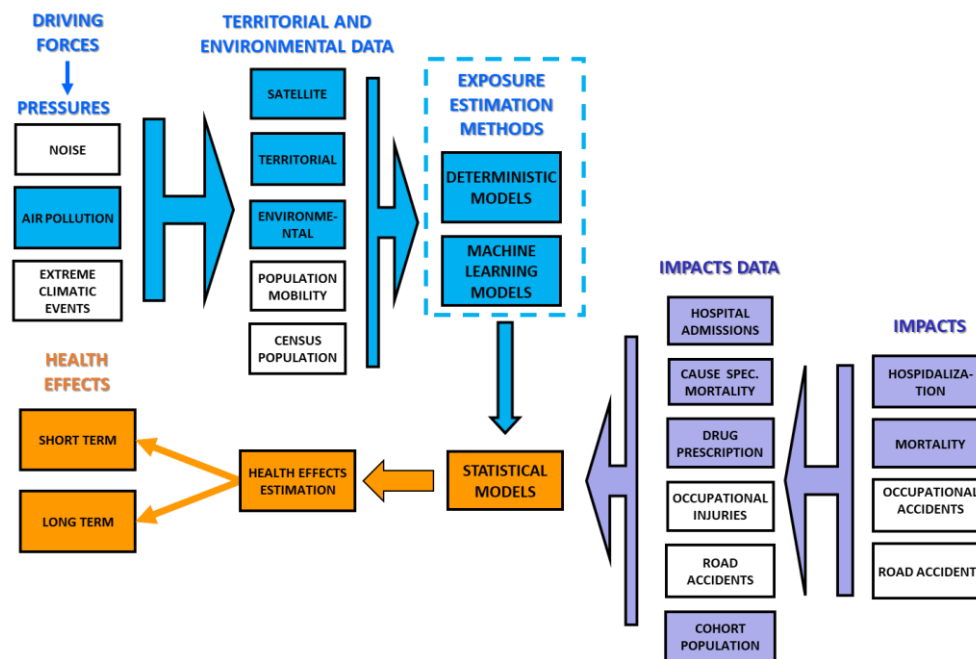 DRIVING
FORCES
PRESSURES
NOISE
AIR POLLUTION
EXTREME
CLIMATIC
EVENTS
TERRITORIAL AND
ENVIRONMENTAL DATA
SATELLITE
TERRITORIAL
ENVIRONME-
NTAL
POPULATION
MOBILITY
CENSUS
POPULATION
EXPOSURE
ESTIMATION
METHODS
DETERMINISTIC
MODELS
MACHINE
LEARNING
MODELS
IMPACTS DATA
HOSPITAL
ADMISSIONS
CAUSE SPEC.
MORTALITY
DRUG
PRESCRIPTION
OCCUPATIONAL
INJURIES
ROAD
ACCIDENTS
COHORT
POPULATION
IMPACTS
HOSPIDALIZA-
TION
MORTALITY
OCCUPATIONAL
ACCIDENTS
ROAD ACCIDENT
STATISTICAL
MODELS
HEALTH EFFECTS
ESTIMATION
HEALTH
EFFECTS
SHORT TERM
LONG TERM